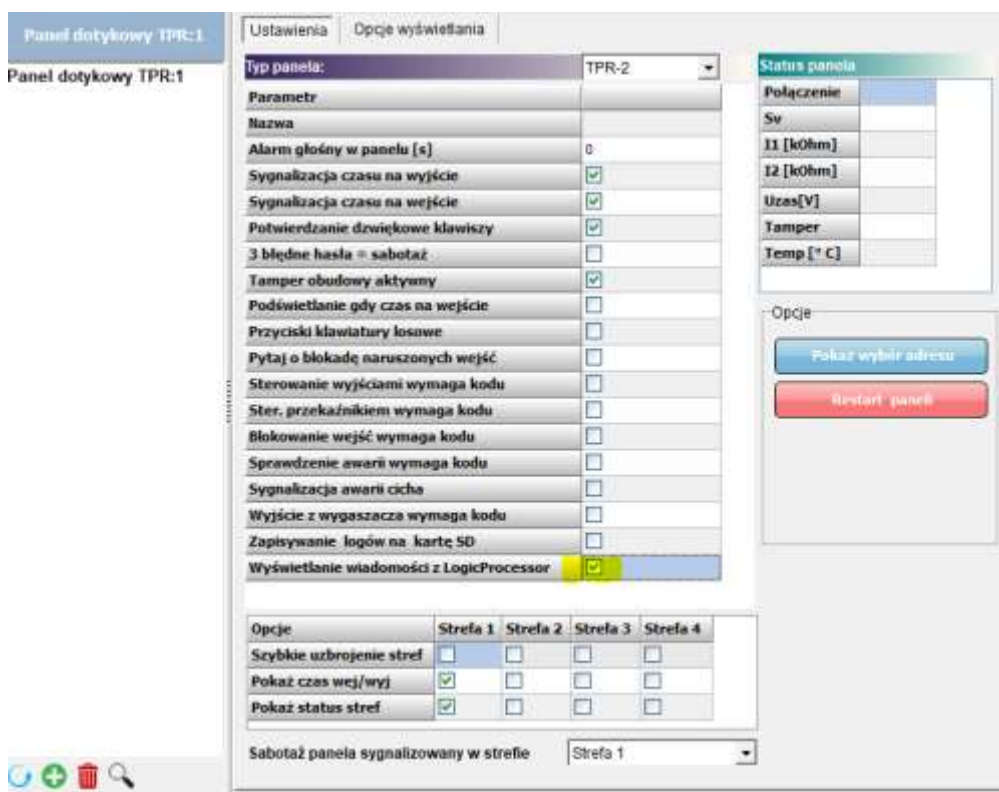 Panel dotykowy TPR:1
Panel dotykowy TPR:1
Ustawienia Opcje wyświetlania
Typ panela: TPR-2
Parametr
Nazwa
Alarm głośny w panelu [s] 0
Sygnalizacja czasu na wyjście
Sygnalizacja czasu na wejście
Potwierdzanie dzwiękowe klawiszy
3 błędne hasła = sabotaż
Tamper obudowy aktywny
Podświetlanie gdy czas na wejście
Przyciski klawiatury losowe
Pytaj o blokadę naruszonych wejść
Sterowanie wyjściami wymaga kodu
Ster. przekaźnikiem wymaga kodu
Blokowanie wejść wymaga kodu
Sprawdzenie awarii wymaga kodu
Sygnalizacja awarii cicha
Wyjście z wygaszacza wymaga kodu
Zapisywanie logów na kartę SD
Wyświetlanie wiadomości z LogicProcessor
Opcje Strefa 1 Strefa 2 Strefa 3 Strefa 4
Szybkie uzbrojenie stref
Pokaż czas wej/wyj
Pokaż status stref
Sabotaż panela sygnalizowany w strefie Strefa 1
Status panela
Połączenie
Sv
I1 [kOhm]
I2 [kOhm]
Uzas[V]
Tamper
Temp [° C]
Opcje
Pokaż wybór adresu
Restart paneli